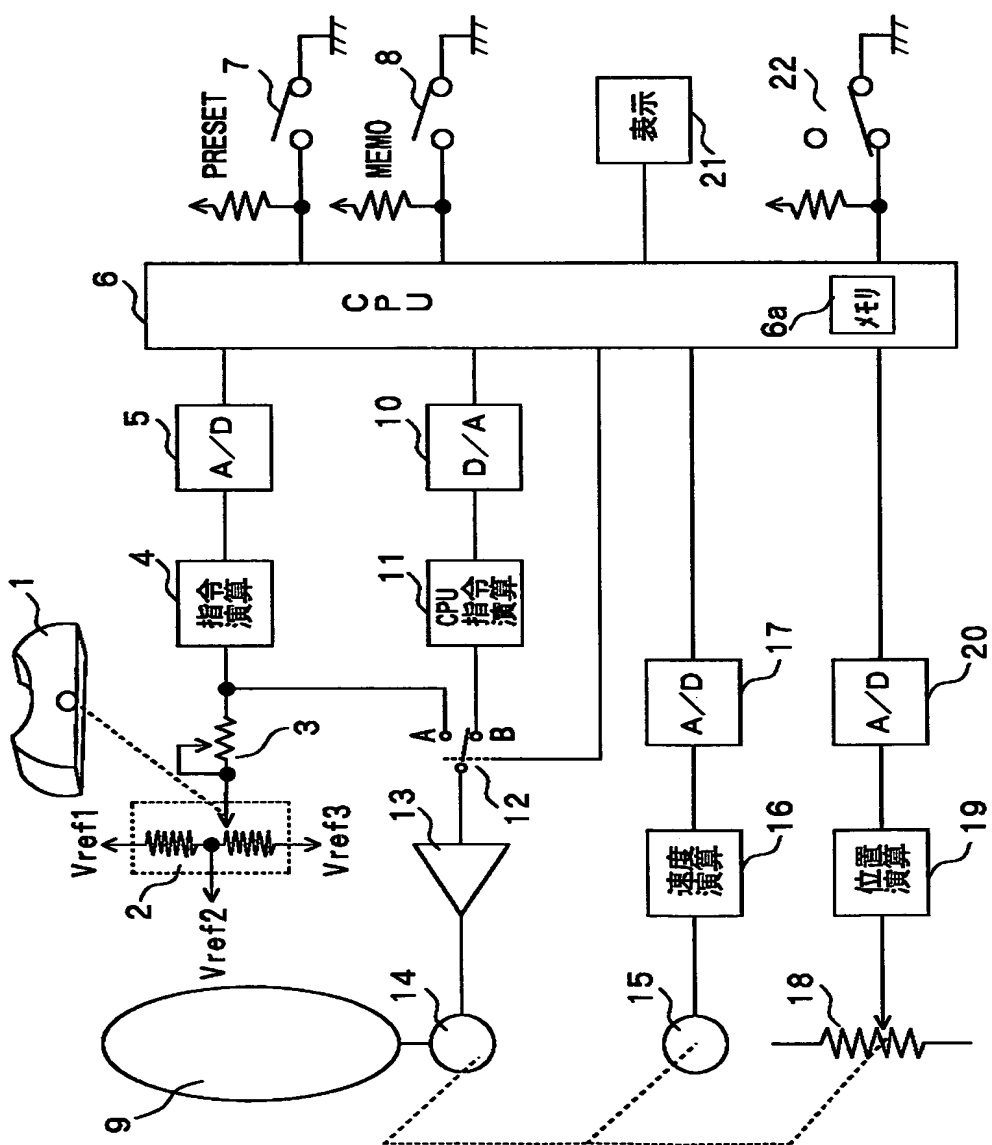 1
Vref1
2
Vref2
Vref3
3
4
指令
演算
5
A/D
6
CPU
PRESET
7
MEMO
8
9
14
13
12
A
B
11
CPU
指令
演算
10
D/A
表示
21
15
速度
演算
16
A/D
17
18
位置
演算
19
A/D
20
6a
メモリ
22